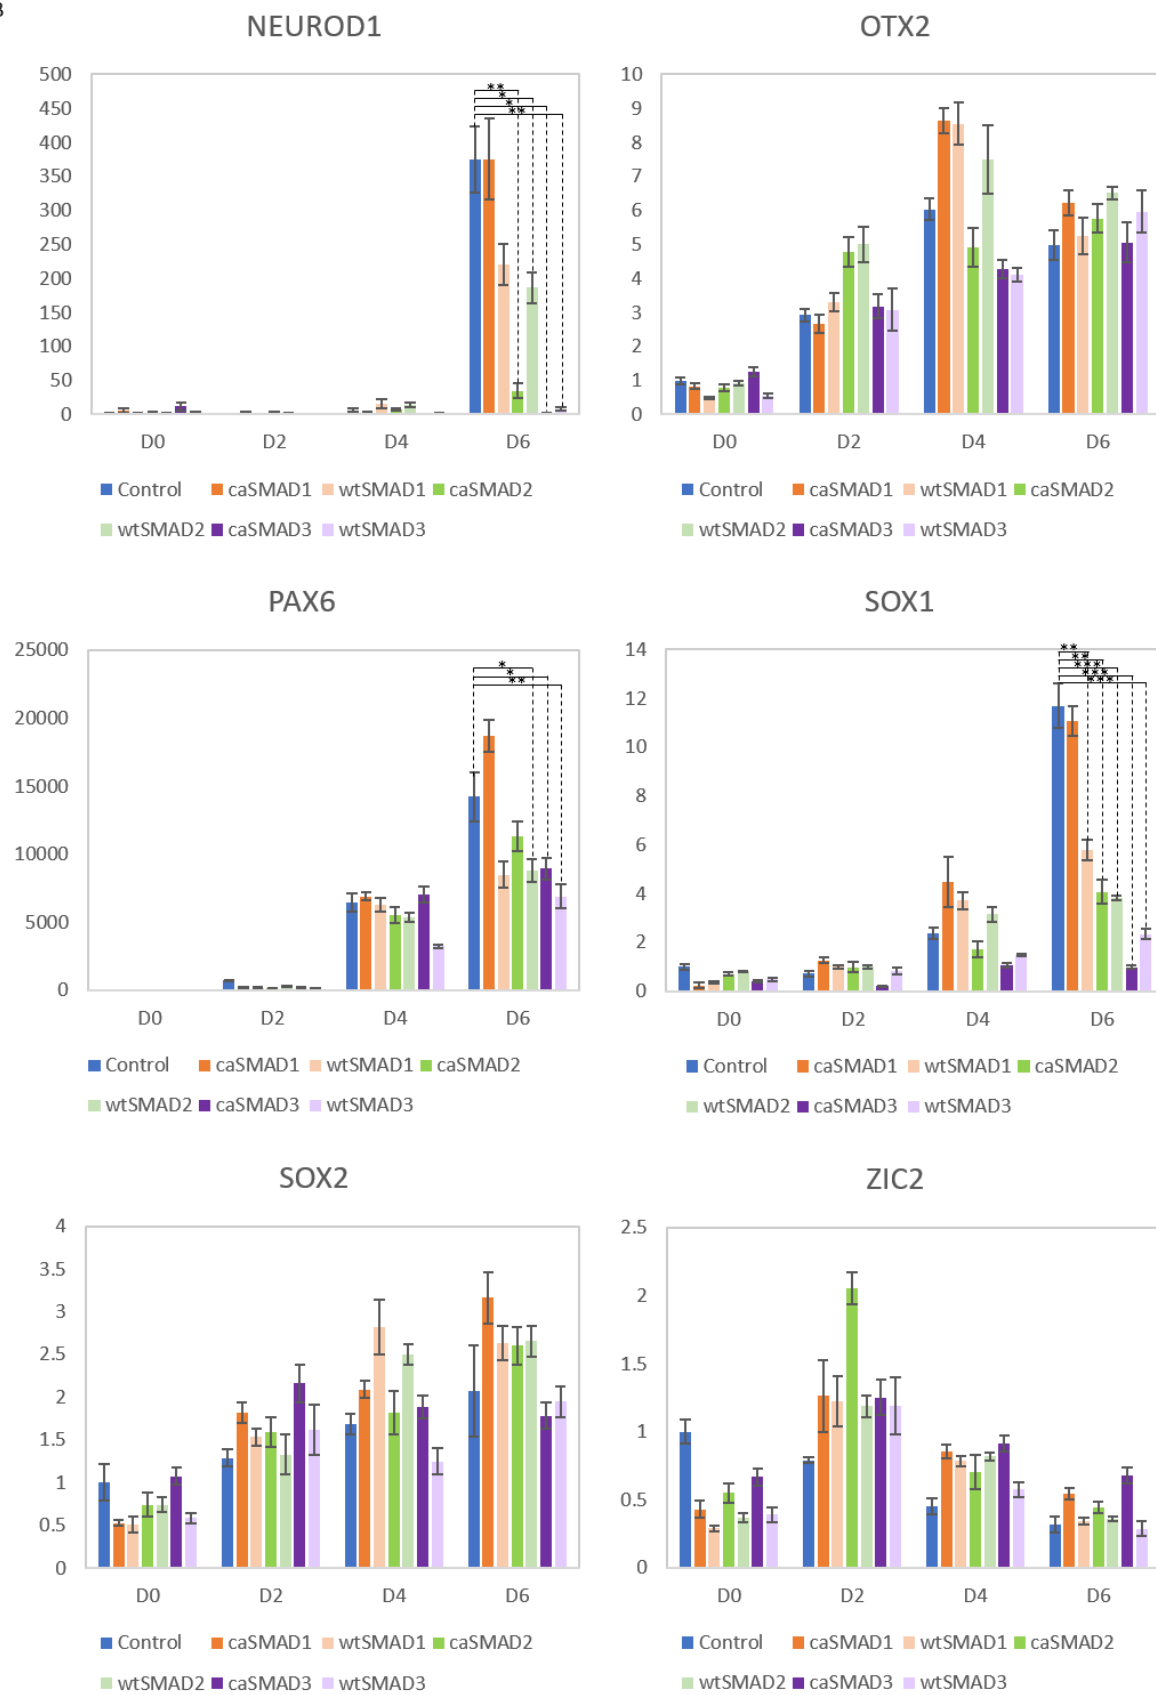 B
NEUROD1
500
450
400
350
300
250
200
150
100
50
0
**
*
*
**
D0 D2 D4 D6
Control caSMAD1 wtSMAD1 caSMAD2
wtSMAD2 caSMAD3 wtSMAD3
OTX2
10
9
8
7
6
5
4
3
2
1
0
D0 D2 D4 D6
Control caSMAD1 wtSMAD1 caSMAD2
wtSMAD2 caSMAD3 wtSMAD3
PAX6
25000
20000
15000
10000
5000
0
*
*
**
D0 D2 D4 D6
Control caSMAD1 wtSMAD1 caSMAD2
wtSMAD2 caSMAD3 wtSMAD3
SOX1
14
12
10
8
6
4
2
0
**
**
***
***
***
D0 D2 D4 D6
Control caSMAD1 wtSMAD1 caSMAD2
wtSMAD2 caSMAD3 wtSMAD3
SOX2
4
3.5
3
2.5
2
1.5
1
0.5
0
D0 D2 D4 D6
Control caSMAD1 wtSMAD1 caSMAD2
wtSMAD2 caSMAD3 wtSMAD3
ZIC2
2.5
2
1.5
1
0.5
0
D0 D2 D4 D6
Control caSMAD1 wtSMAD1 caSMAD2
wtSMAD2 caSMAD3 wtSMAD3